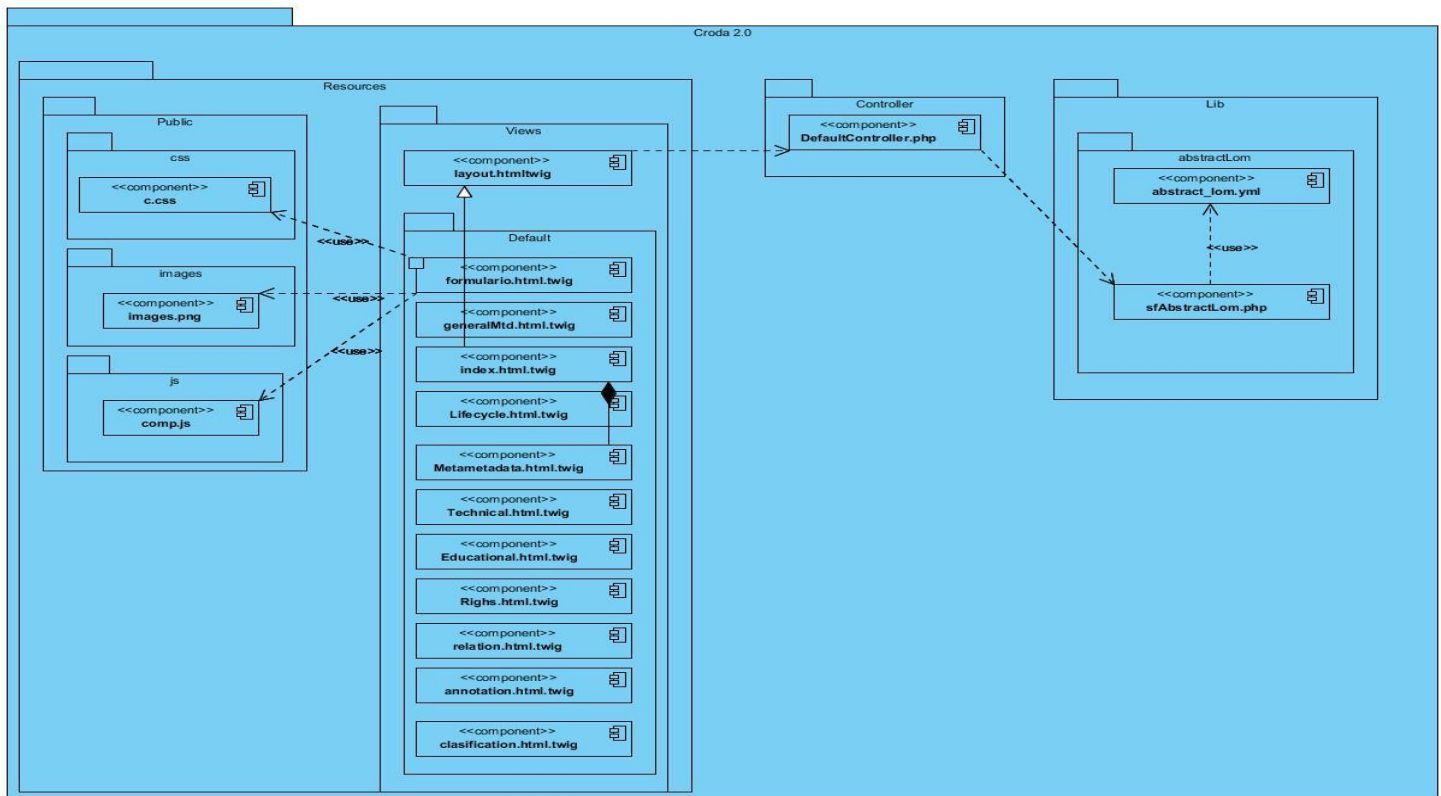 Croda 2.0
Resources
Public
css
<<component>>
c.css
images
<<component>>
images.png
js
<<component>>
comp.js
<<use>>
<<use>>
<<use>>
Views
<<component>>
layout.htmltwig
Default
<<component>>
formulario.html.twig
<<component>>
generalMtd.html.twig
<<component>>
index.html.twig
<<component>>
Lifecycle.html.twig
<<component>>
Metametadata.html.twig
<<component>>
Technical.html.twig
<<component>>
Educational.html.twig
<<component>>
Righs.html.twig
<<component>>
relation.html.twig
<<component>>
annotation.html.twig
<<component>>
clasification.html.twig
Controller
<<component>>
DefaultController.php
Lib
abstractLom
<<component>>
abstract_lom.yml
<<use>>
<<component>>
sfAbstractLom.php